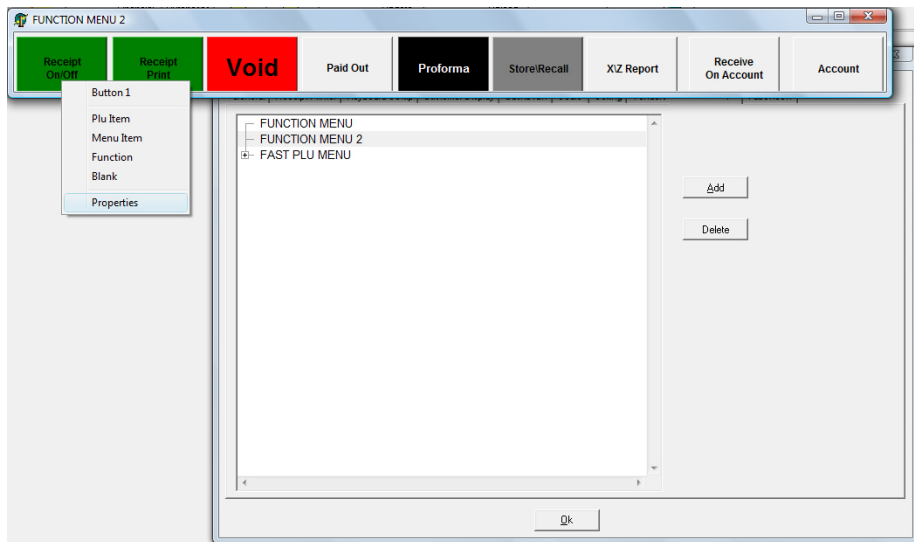 FUNCTION MENU 2
Receipt
On/Off
Receipt
Print
Void
Paid Out
Proforma
Store\Recall
X\Z Report
Receive
On Account
Account
Button 1
Plu Item
Menu Item
Function
Blank
Properties
FUNCTION MENU
FUNCTION MENU 2
FAST PLU MENU
Add
Delete
Ok